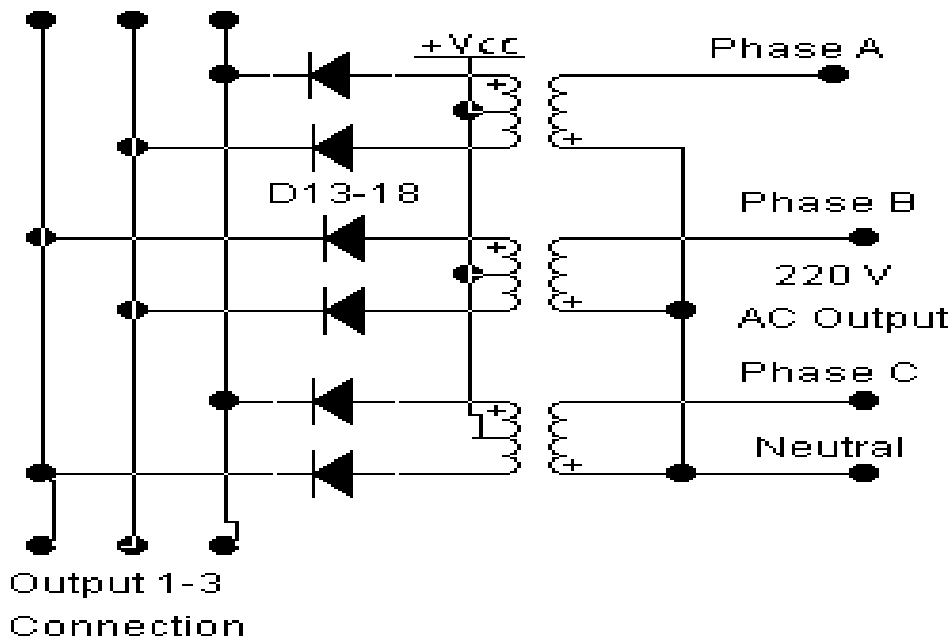 +Vcc
Phase A
D13-18
Phase B
220 V
AC Output
Phase C
Neutral
Output 1-3
Connection